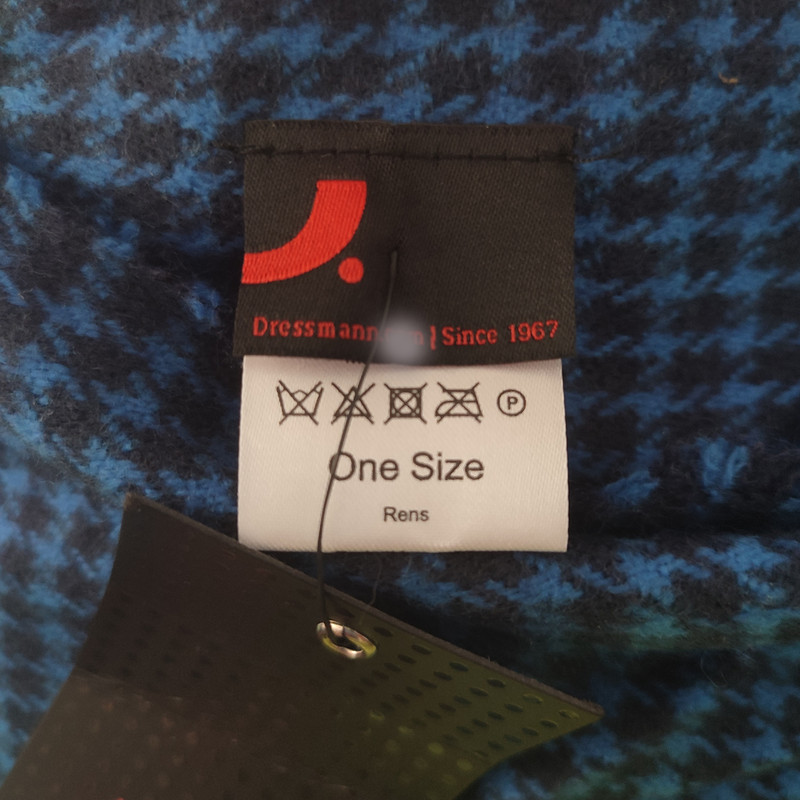 Dressmann | Since 1967
P
One Size
Rens